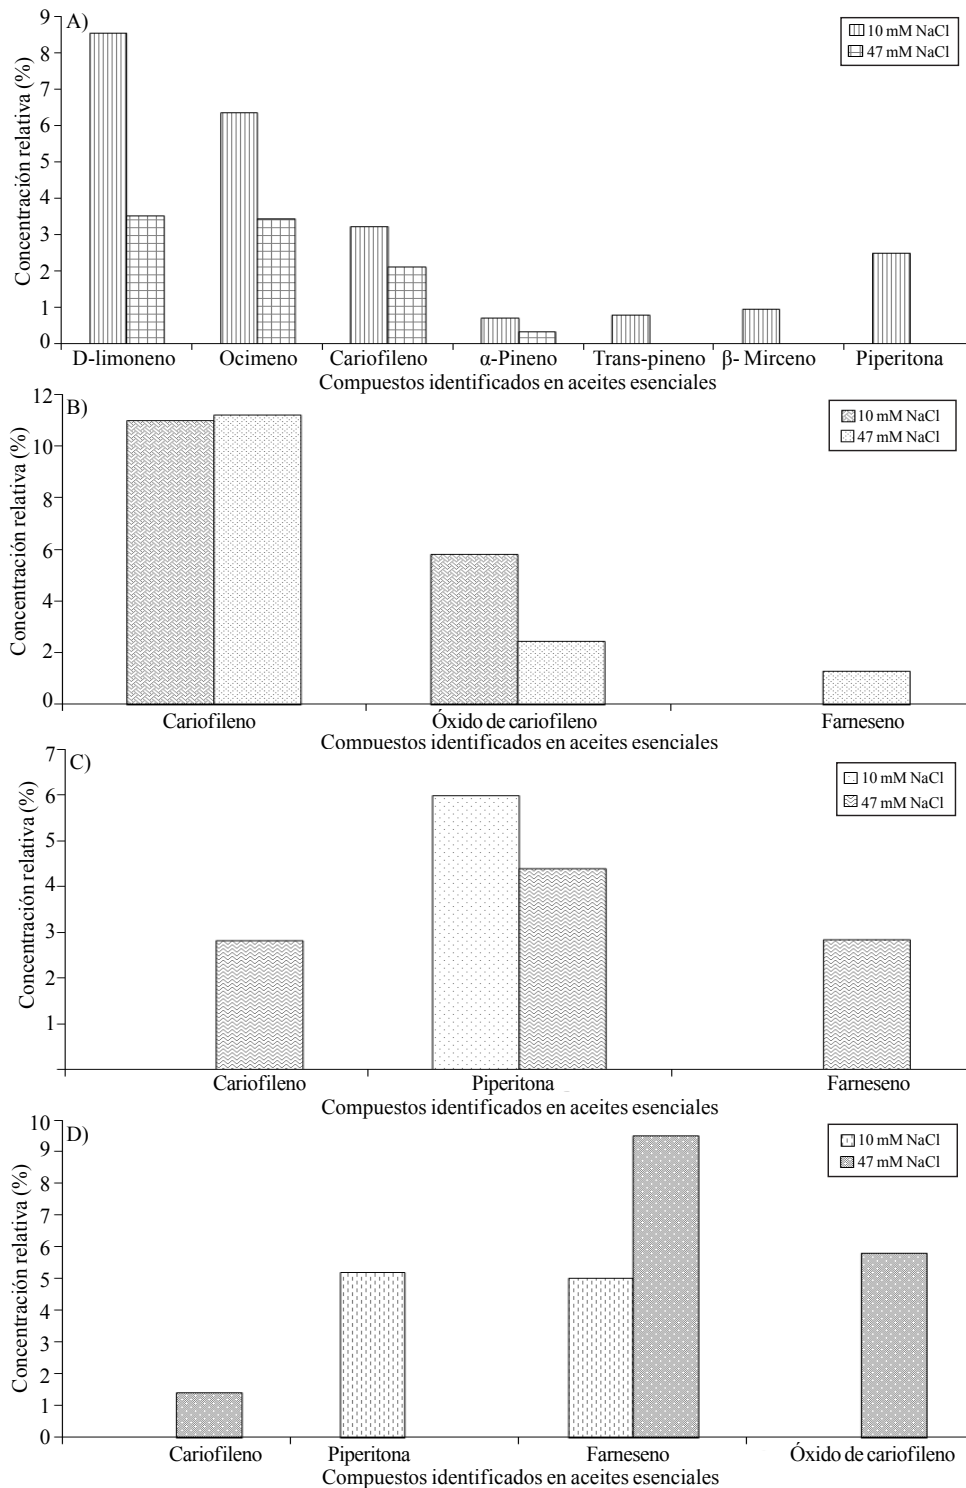 A)
10 mM NaCl
47 mM NaCl
Concentración relativa (%)
9
8
7
6
5
4
3
2
1
0
D-limoneno Ocimeno Cariofileno α-Pineno Trans-pineno β- Mirceno Piperitona
Compuestos identificados en aceites esenciales
B)
10 mM NaCl
47 mM NaCl
Concentración relativa (%)
12
10
8
6
4
2
0
Cariofileno Óxido de cariofileno Farneseno
Compuestos identificados en aceites esenciales
C)
10 mM NaCl
47 mM NaCl
Concentración relativa (%)
7
6
5
4
3
2
1
Cariofileno Piperitona Farneseno
Compuestos identificados en aceites esenciales
D)
10 mM NaCl
47 mM NaCl
Concentración relativa (%)
10
9
8
7
6
5
4
3
2
1
0
Cariofileno Piperitona Farneseno Óxido de cariofileno
Compuestos identificados en aceites esenciales